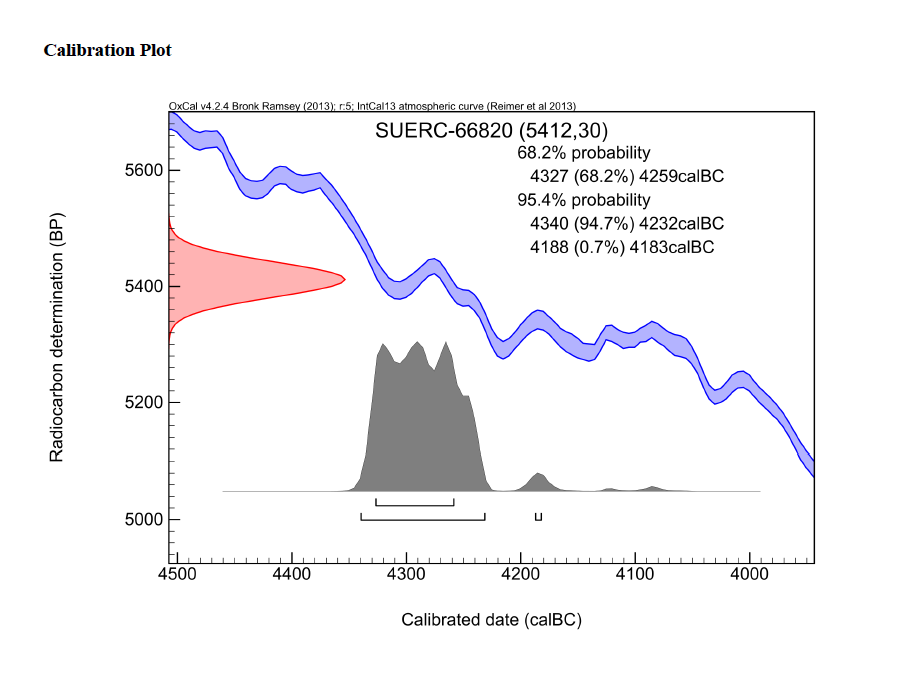 Calibration Plot
OxCal v4.2.4 Bronk Ramsey (2013); r:5; IntCal13 atmospheric curve (Reimer et al 2013)
SUERC-66820 (5412,30)
68.2% probability
4327 (68.2%) 4259calBC
95.4% probability
4340 (94.7%) 4232calBC
4188 (0.7%) 4183calBC
Radiocarbon determination (BP)
5600
5400
5200
5000
4500 4400 4300 4200 4100 4000
Calibrated date (calBC)